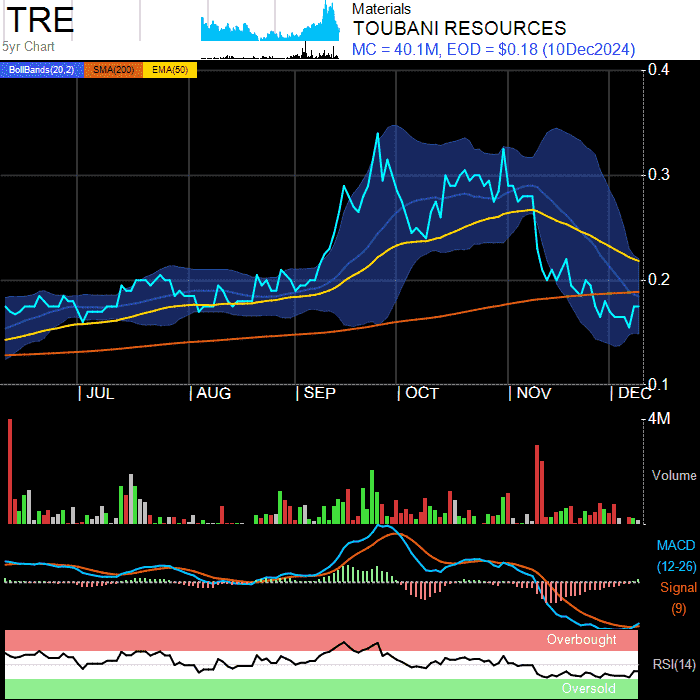 TRE
5yr Chart
Materials
TOUBANI RESOURCES
MC = 40.1M, EOD = $0.18 (10Dec2024)
BollBands(20,2) SMA(200) EMA(50)
0.4
0.3
0.2
0.1
JUL AUG SEP OCT NOV DEC
4M
Volume
MACD
(12-26)
Signal
(9)
Overbought
RSI(14)
Oversold